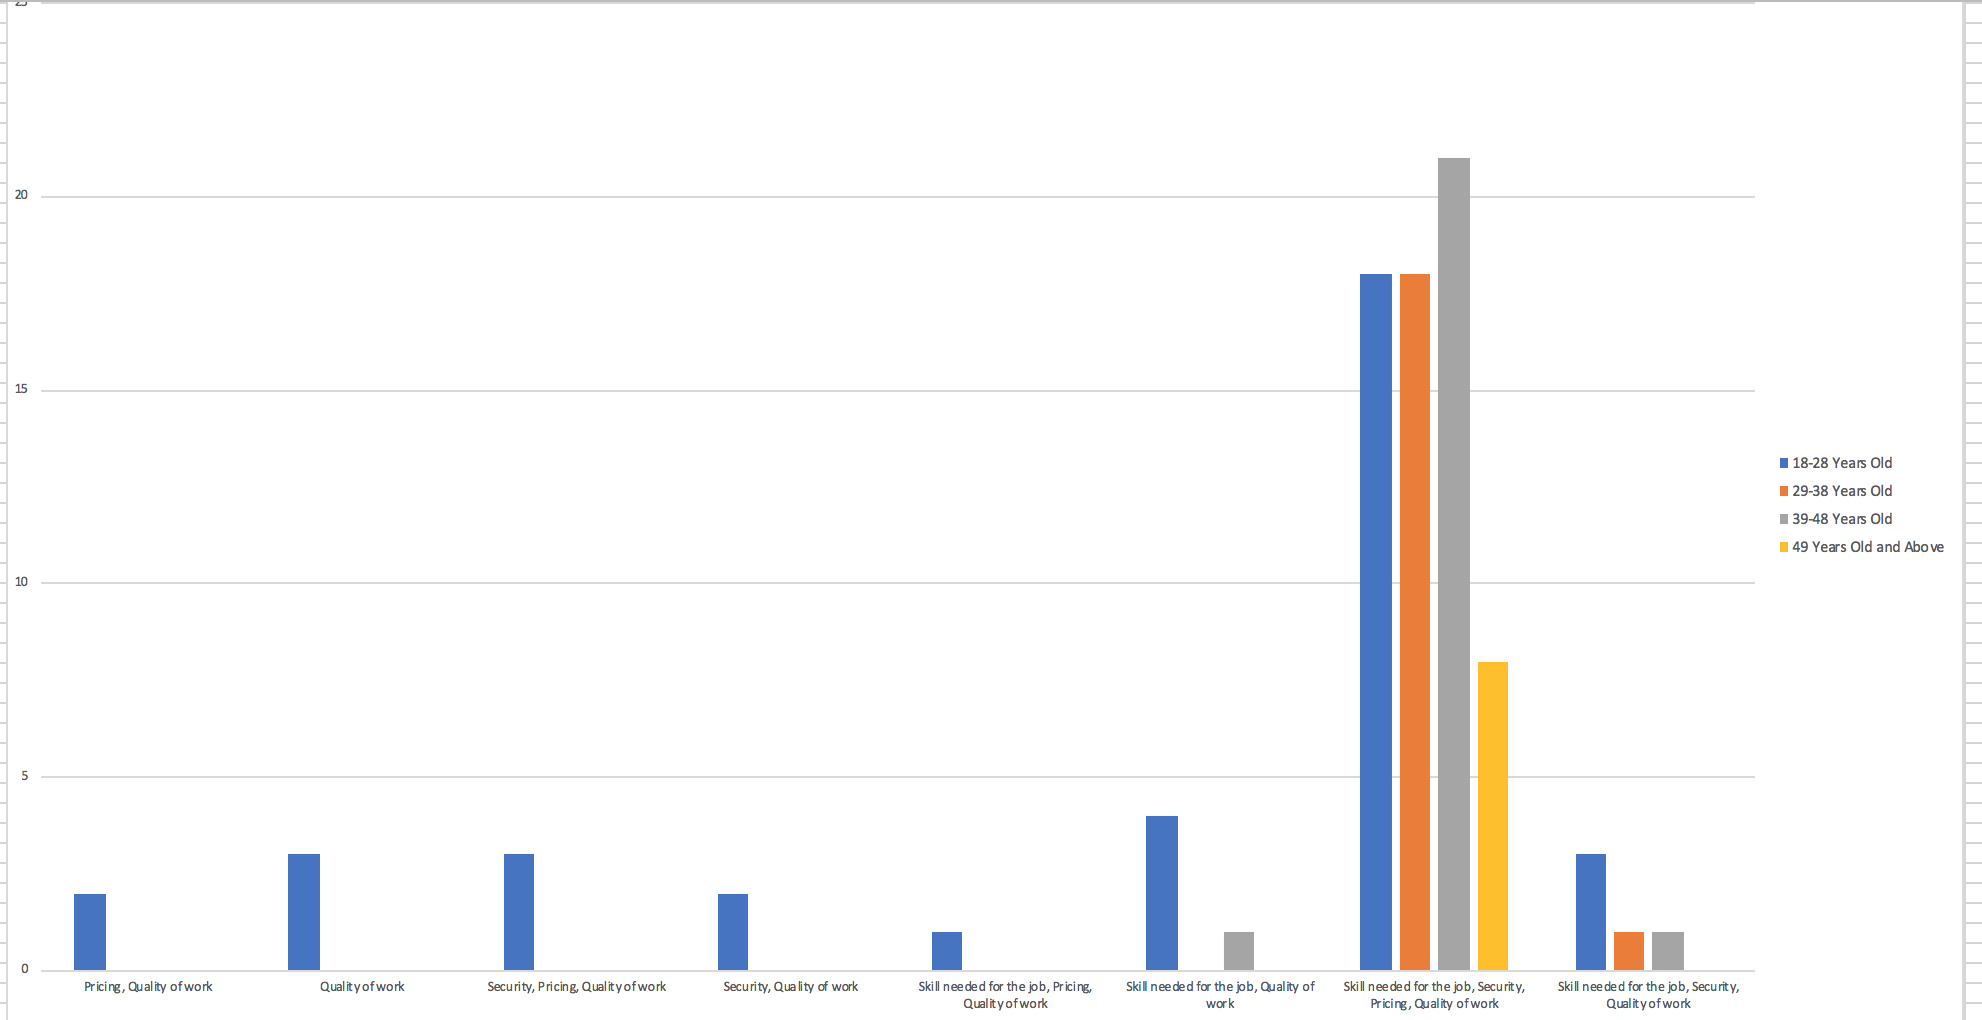 20
15
10
5
0
Pricing, Quality of work
Quality of work
Security, Pricing, Quality of work
Security, Quality of work
Skill needed for the job, Pricing,
Quality of work
Skill needed for the job, Quality of
work
Skill needed for the job, Security,
Pricing, Quality of work
Skill needed for the job, Security,
Quality of work
18-28 Years Old
29-38 Years Old
39-48 Years Old
49 Years Old and Above